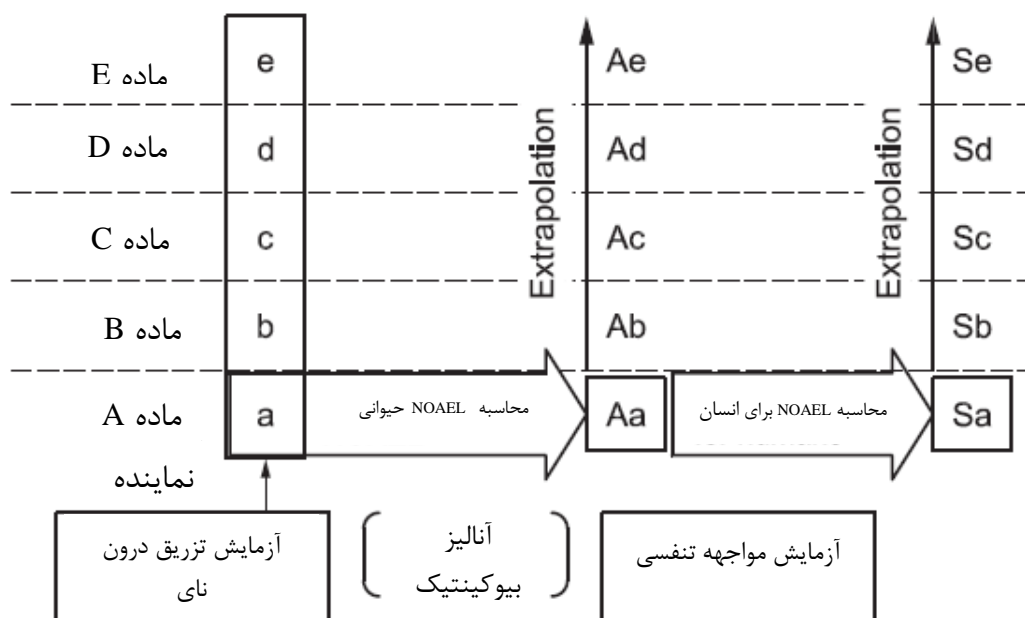 ماده E
e
Ae
Se
ماده D
d
Ad
Sd
ماده C
c
Ac
Sc
ماده B
b
Ab
Sb
Extrapolation
Extrapolation
ماده A
a
محاسبه NOAEL حیوانی
Aa
محاسبه NOAEL برای انسان
Sa
نماینده
آزمایش تزریق درون
نای
آنالیز
بیوکینتیک
آزمایش مواجهه تنفسی